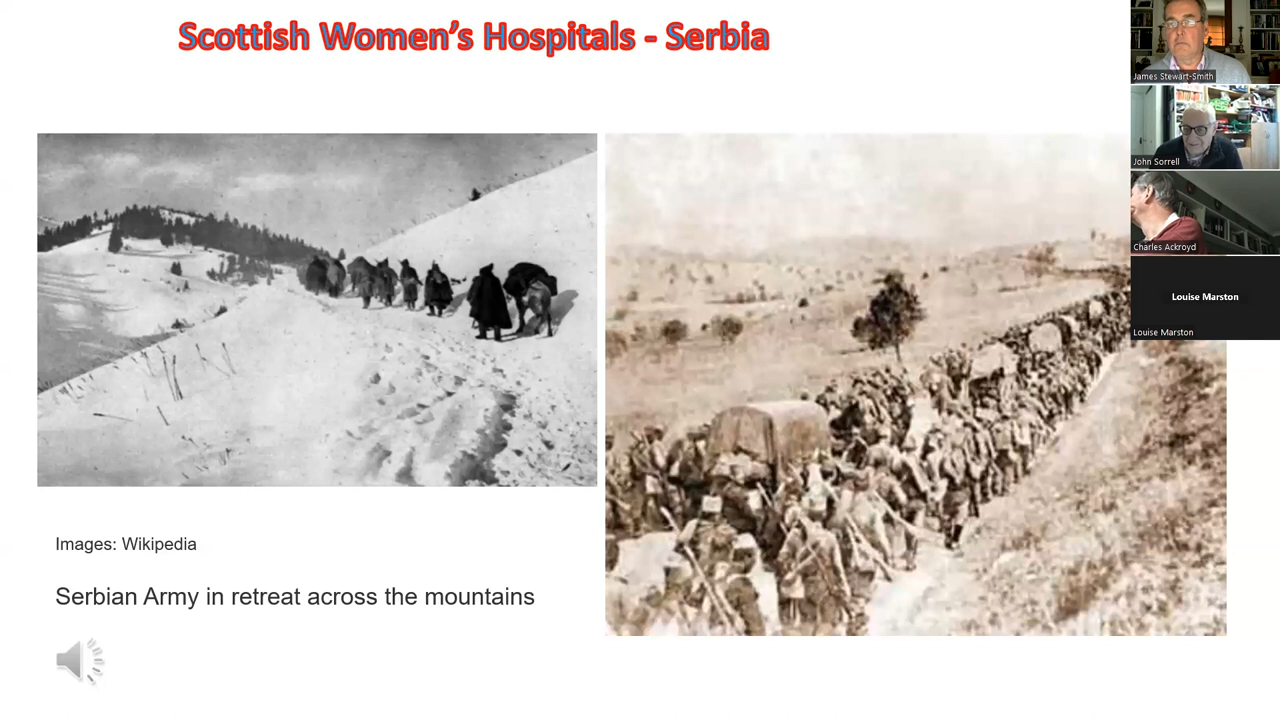 Scottish Women's Hospitals - Serbia
Images: Wikipedia
Serbian Army in retreat across the mountains
James Stewart-Smith
John Sorrell
Charles Ackroyd
Louise Marston
Louise Marston